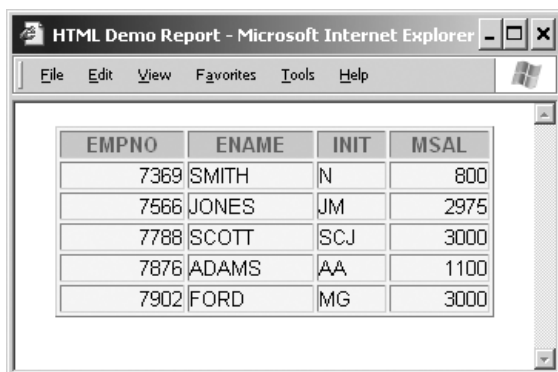 HTML Demo Report - Microsoft Internet Explorer
File Edit View Favorites Tools Help
EMPNO ENAME INIT MSAL
7369 SMITH N 800
7566 JONES JM 2975
7788 SCOTT SCJ 3000
7876 ADAMS AA 1100
7902 FORD MG 3000